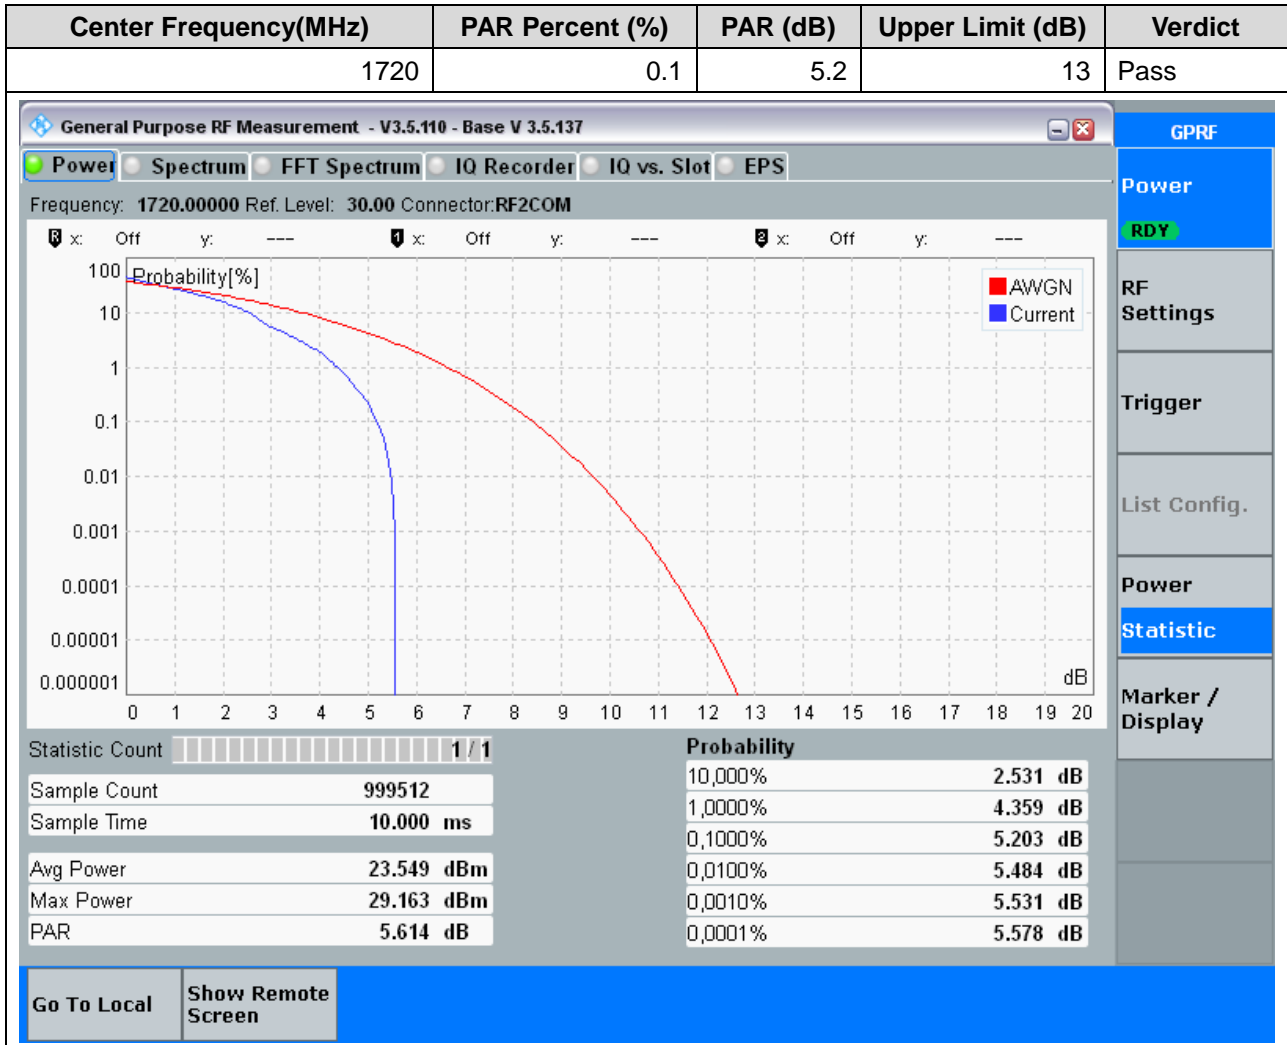 Center Frequency(MHz) PAR Percent (%) PAR (dB) Upper Limit (dB) Verdict
1720 0.1 5.2 13 Pass
General Purpose RF Measurement - V3.5.110 - Base V 3.5.137
GPRF
Power Spectrum FFT Spectrum IQ Recorder IQ vs. Slot EPS
Power
RDY
Frequency: 1720.00000 Ref. Level: 30.00 Connector:RF2COM
R x: Off y: --- 1 x: Off y: --- 2 x: Off y: ---
Probability[%]
AWGN
Current
100
10
1
0.1
0.01
0.001
0.0001
0.00001
0.000001
dB
0 1 2 3 4 5 6 7 8 9 10 11 12 13 14 15 16 17 18 19 20
RF
Settings
Trigger
List Config.
Power
Statistic
Marker /
Display
Statistic Count 1 / 1
Sample Count 999512
Sample Time 10.000 ms
Avg Power 23.549 dBm
Max Power 29.163 dBm
PAR 5.614 dB
Probability
10,000% 2.531 dB
1,0000% 4.359 dB
0,1000% 5.203 dB
0,0100% 5.484 dB
0,0010% 5.531 dB
0,0001% 5.578 dB
Go To Local
Show Remote
Screen